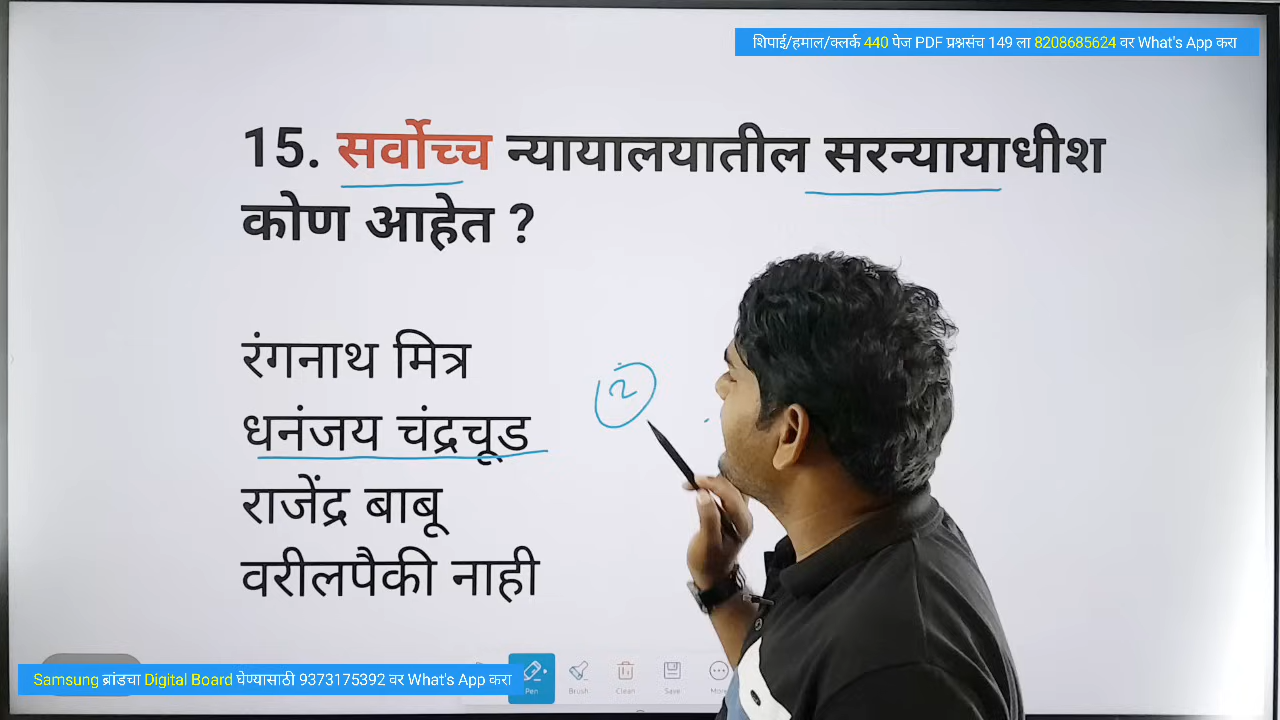 शिपाई/हमाल/क्लर्क 440 पेज PDF प्रश्नसंच 149 ला 8208685624 वर What's App करा
15. सर्वोच्च न्यायालयातील सरन्यायाधीश
कोण आहेत ?
रंगनाथ मित्र
धनंजय चंद्रचूड
2
राजेंद्र बाबू
वरीलपैकी नाही
Samsung ब्रांडचा Digital Board घेण्यासाठी 9373175392 वर What's App करा
Pen
Brush
Clean
Save
More